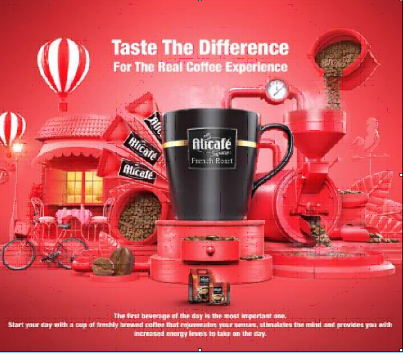 Taste The Difference
For The Real Coffee Experience
Alicafé
Alicafé
Alicafé
Alicafé
Signature
French Roast
The first beverage of the day is the most important one.
Start your day with a cup of freshly brewed coffee that rejuvenates your senses, stimulates the mind and provides you with
increased energy levels to take on the day.